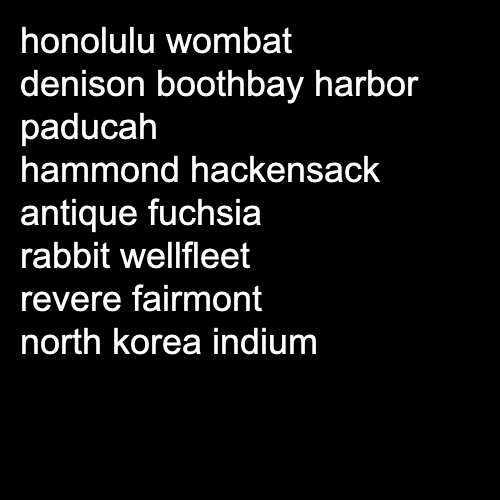 honolulu wombat
denison boothbay harbor
paducah
hammond hackensack
antique fuchsia
rabbit wellfleet
revere fairmont
north korea indium